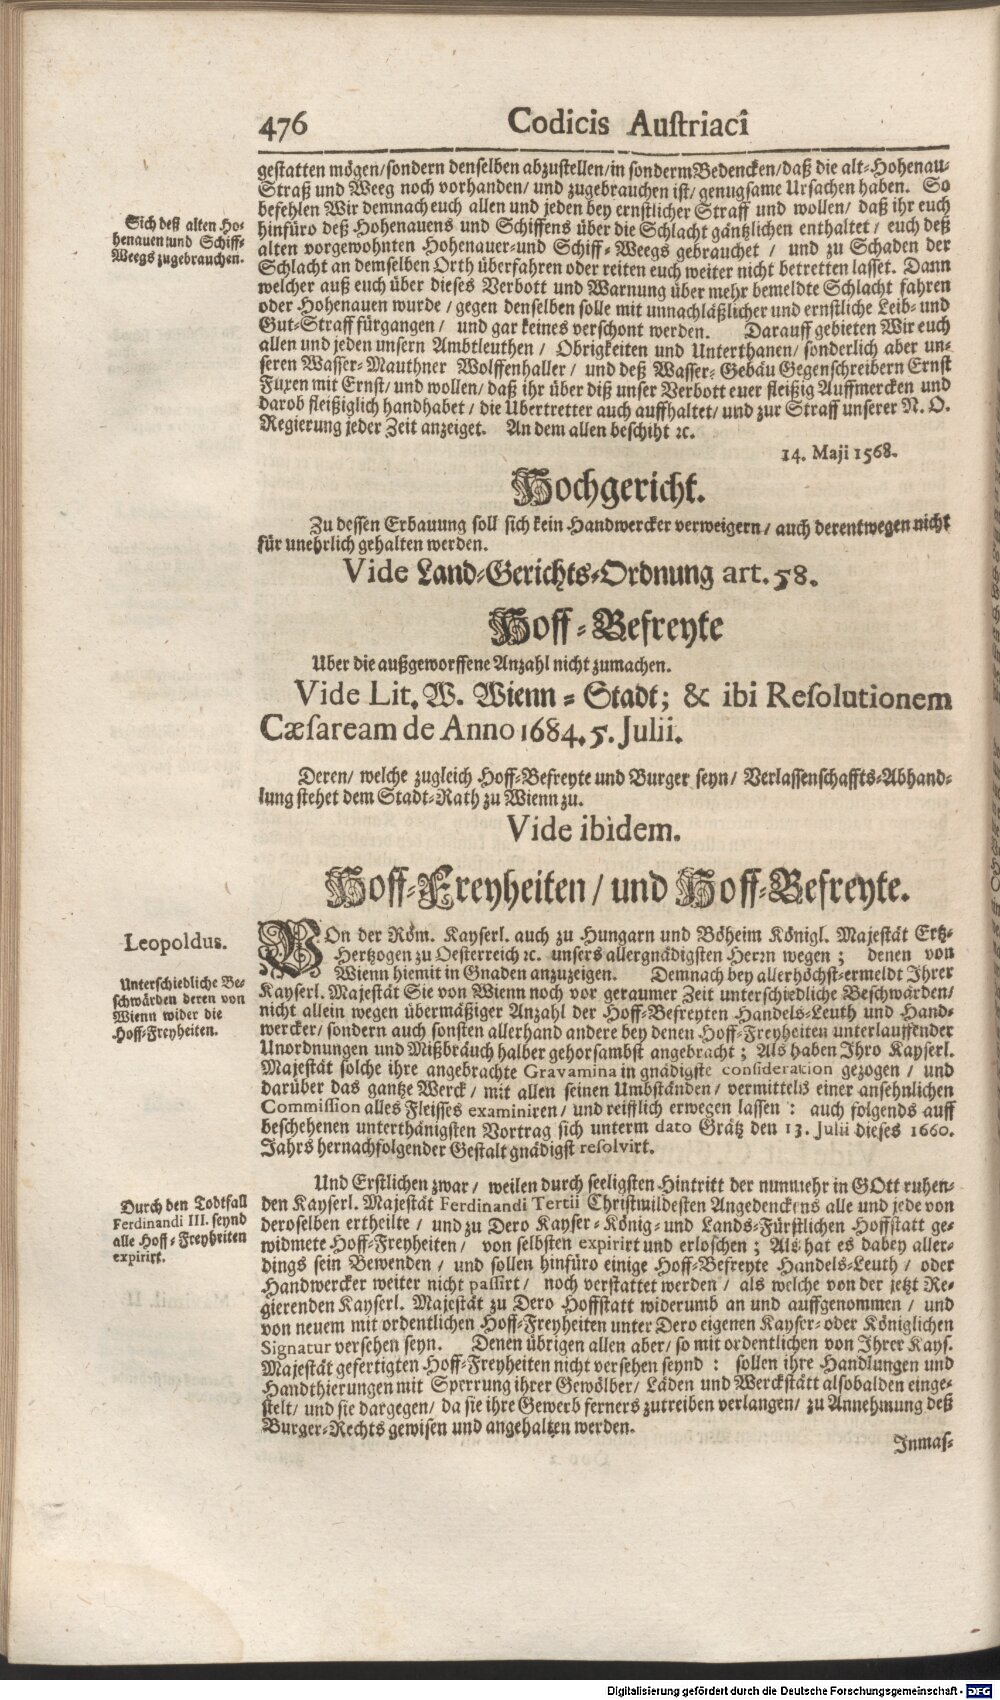 476 Codicis Austriaci
gestatten mögen/sondern denselben abzustellen/in sonderm Bedencken/daß die alt-Hohenau-
Straß und Weeg noch vorhanden/ und zugebrauchen ist/ genugsame Ursachen haben. So
befehlen Wir demnach euch allen und jeden bey ernstlicher Straff und wollen/ daß ihr euch
Sich deß alten Ho-
henauen und Schiff-
Weegs zugebrauchen.
hinfüro deß Hohenauens und Schiffens über die Schlacht gäntzlichen enthaltet/ euch deß
alten vorgewohnten Hohenauer-und Schiff-Weegs gebrauchet / und zu Schaden der
Schlacht an demselben Orth überfahren oder reiten euch weiter nicht betretten lasset. Dann
welcher auß euch über dieses Verbott und Warnung über mehr bemeldte Schlacht fahren
oder Hohenauen wurde/ gegen denselben solle mit unnachläßlicher und ernstliche Leib-und
Gut-Straff fürgangen/ und gar keines verschont werden. Darauff gebieten Wir euch
allen und jeden unsern Ambtleuthen/ Obrigkeiten und Unterthanen/ sonderlich aber un-
seren Wasser-Mauthner Wolffenhaller/ und deß Wasser-Gebäu Gegenschreibern Ernst
Fuxen mit Ernst/ und wollen/ daß ihr über diß unser Verbott euer fleißig Auffmercken und
darob fleißiglich handhabet/ die Ubertretter auch auffhaltet/ und zur Straff unserer N. O.
Regierung jeder Zeit anzeiget. An dem allen beschiht ꝛc.
14. Maji 1568.
Hochgericht.
Zu dessen Erbauung soll sich kein Handwercker verweigern/ auch derentwegen nicht
für unehrlich gehalten werden.
Vide Land-Gerichts-Ordnung art. 58.
Hoff-Befreyte
Uber die außgeworffene Anzahl nicht zumachen.
Vide Lit. W. Wienn-Stadt; & ibi Resolutionem
Cæsaream de Anno 1684. 5. Julii.
Deren/ welche zugleich Hoff-Befreyte und Burger seyn/ Verlassenschaffts-Abhand-
lung stehet dem Stadt-Rath zu Wienn zu.
Vide ibidem.
Hoff-Freyheiten/ und Hoff-Befreyte.
Leopoldus.
VOn der Röm. Kayserl. auch zu Hungarn und Böheim Königl. Majestät Ertz-
Hertzogen zu Oesterreich ꝛc. unsers allergnädigsten Herrn wegen; denen von
Wienn hiemit in Gnaden anzuzeigen. Demnach bey allerhöchst-ermeldt Ihrer
Unterschiedliche Be-
schwärden deren von
Wienn wider die
Hoff-Freyheiten.
Kayserl. Majestät Sie von Wienn noch vor geraumer Zeit unterschiedliche Beschwärden/
nicht allein wegen übermäßiger Anzahl der Hoff-Befreyten Handels-Leuth und Hand-
wercker/ sondern auch sonsten allerhand andere bey denen Hoff-Freyheiten unterlauffender
Unordnungen und Mißbräuch halber gehorsambst angebracht; Als haben Ihro Kayserl.
Majestät solche ihre angebrachte Gravamina in gnädigste consideration gezogen/ und
darüber das gantze Werck/ mit allen seinen Umbständen/ vermittels einer ansehnlichen
Commission alles Fleisses examiniren/ und reifflich erwegen lassen: auch folgends auff
beschehenen unterthänigsten Vortrag sich unterm dato Grätz den 13. Julii dieses 1660.
Jahrs hernachfolgender Gestalt gnädigst resolvirt.
Und Erstlichen zwar/ weilen durch seeligsten Hintritt der nunmehr in GOtt ruhen-
Durch den Todtfall
Ferdinandi III. seynd
alle Hoff-Freyheiten
expirirt.
den Kayserl. Majestät Ferdinandi Tertii Christmildesten Angedenckens alle und jede von
deroselben ertheilte/ und zu Dero Kayser-König-und Lands-Fürstlichen Hoffstatt ge-
widmete Hoff-Freyheiten/ von selbsten expirirt und erloschen; Als hat es dabey aller-
dings sein Bewenden/ und sollen hinfüro einige Hoff-Befreyte Handels-Leuth/ oder
Handwercker weiter nicht passirt/ noch verstattet werden/ als welche von der jetzt Re-
gierenden Kayserl. Majestät zu Dero Hoffstatt widerumb an und auffgenommen/ und
von neuem mit ordentlichen Hoff-Freyheiten unter Dero eigenen Kayser-oder Königlichen
Signatur versehen seyn. Denen übrigen allen aber/ so mit ordentlichen von Ihrer Kays.
Majestät gefertigten Hoff-Freyheiten nicht versehen seynd: sollen ihre Handlungen und
Handthierungen mit Sperrung ihrer Gewölber/ Läden und Werckstätt alsobalden einge-
stelt/ und sie dargegen/ da sie ihre Gewerb ferners zutreiben verlangen/ zu Annehmung deß
Burger-Rechts gewisen und angehalten werden.
Inmas-
Digitalisierung gefördert durch die Deutsche Forschungsgemeinschaft - DFG